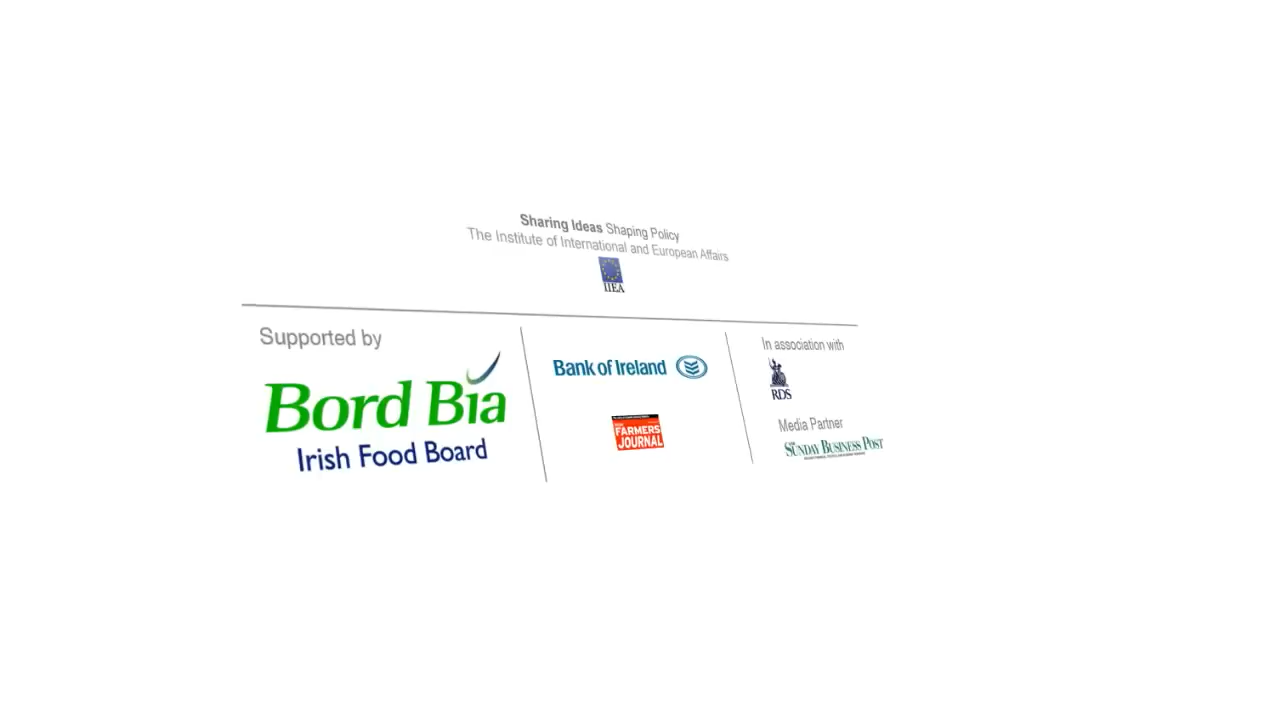 Sharing Ideas Shaping Policy
The Institute of International and European Affairs
IIEA
Supported by
Bord Bia
Irish Food Board
Bank of Ireland
FARMERS
JOURNAL
In association with
RDS
Media Partner
SUNDAY BUSINESS POST